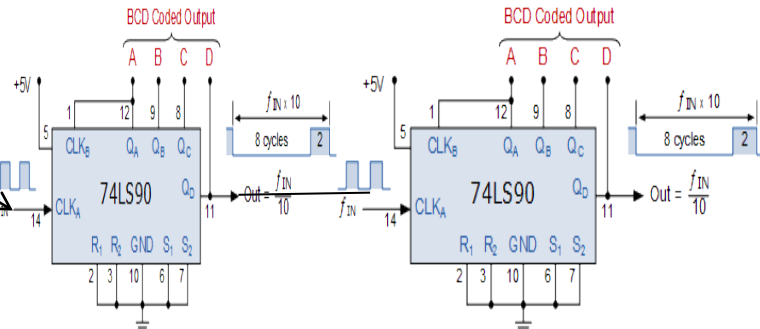 BCD Coded Output
A B C D
+5V
1 12 9 8
5
CLKB QA QB QC
fIN x 10
8 cycles 2
74LS90
QD
CLKA
14
11
Out = fIN/10
R1 R2 GND S1 S2
2 3 10 6 7
BCD Coded Output
A B C D
+5V
1 12 9 8
5
CLKB QA QB QC
fIN x 10
8 cycles 2
74LS90
QD
fIN
CLKA
14
11
Out = fIN/10
R1 R2 GND S1 S2
2 3 10 6 7